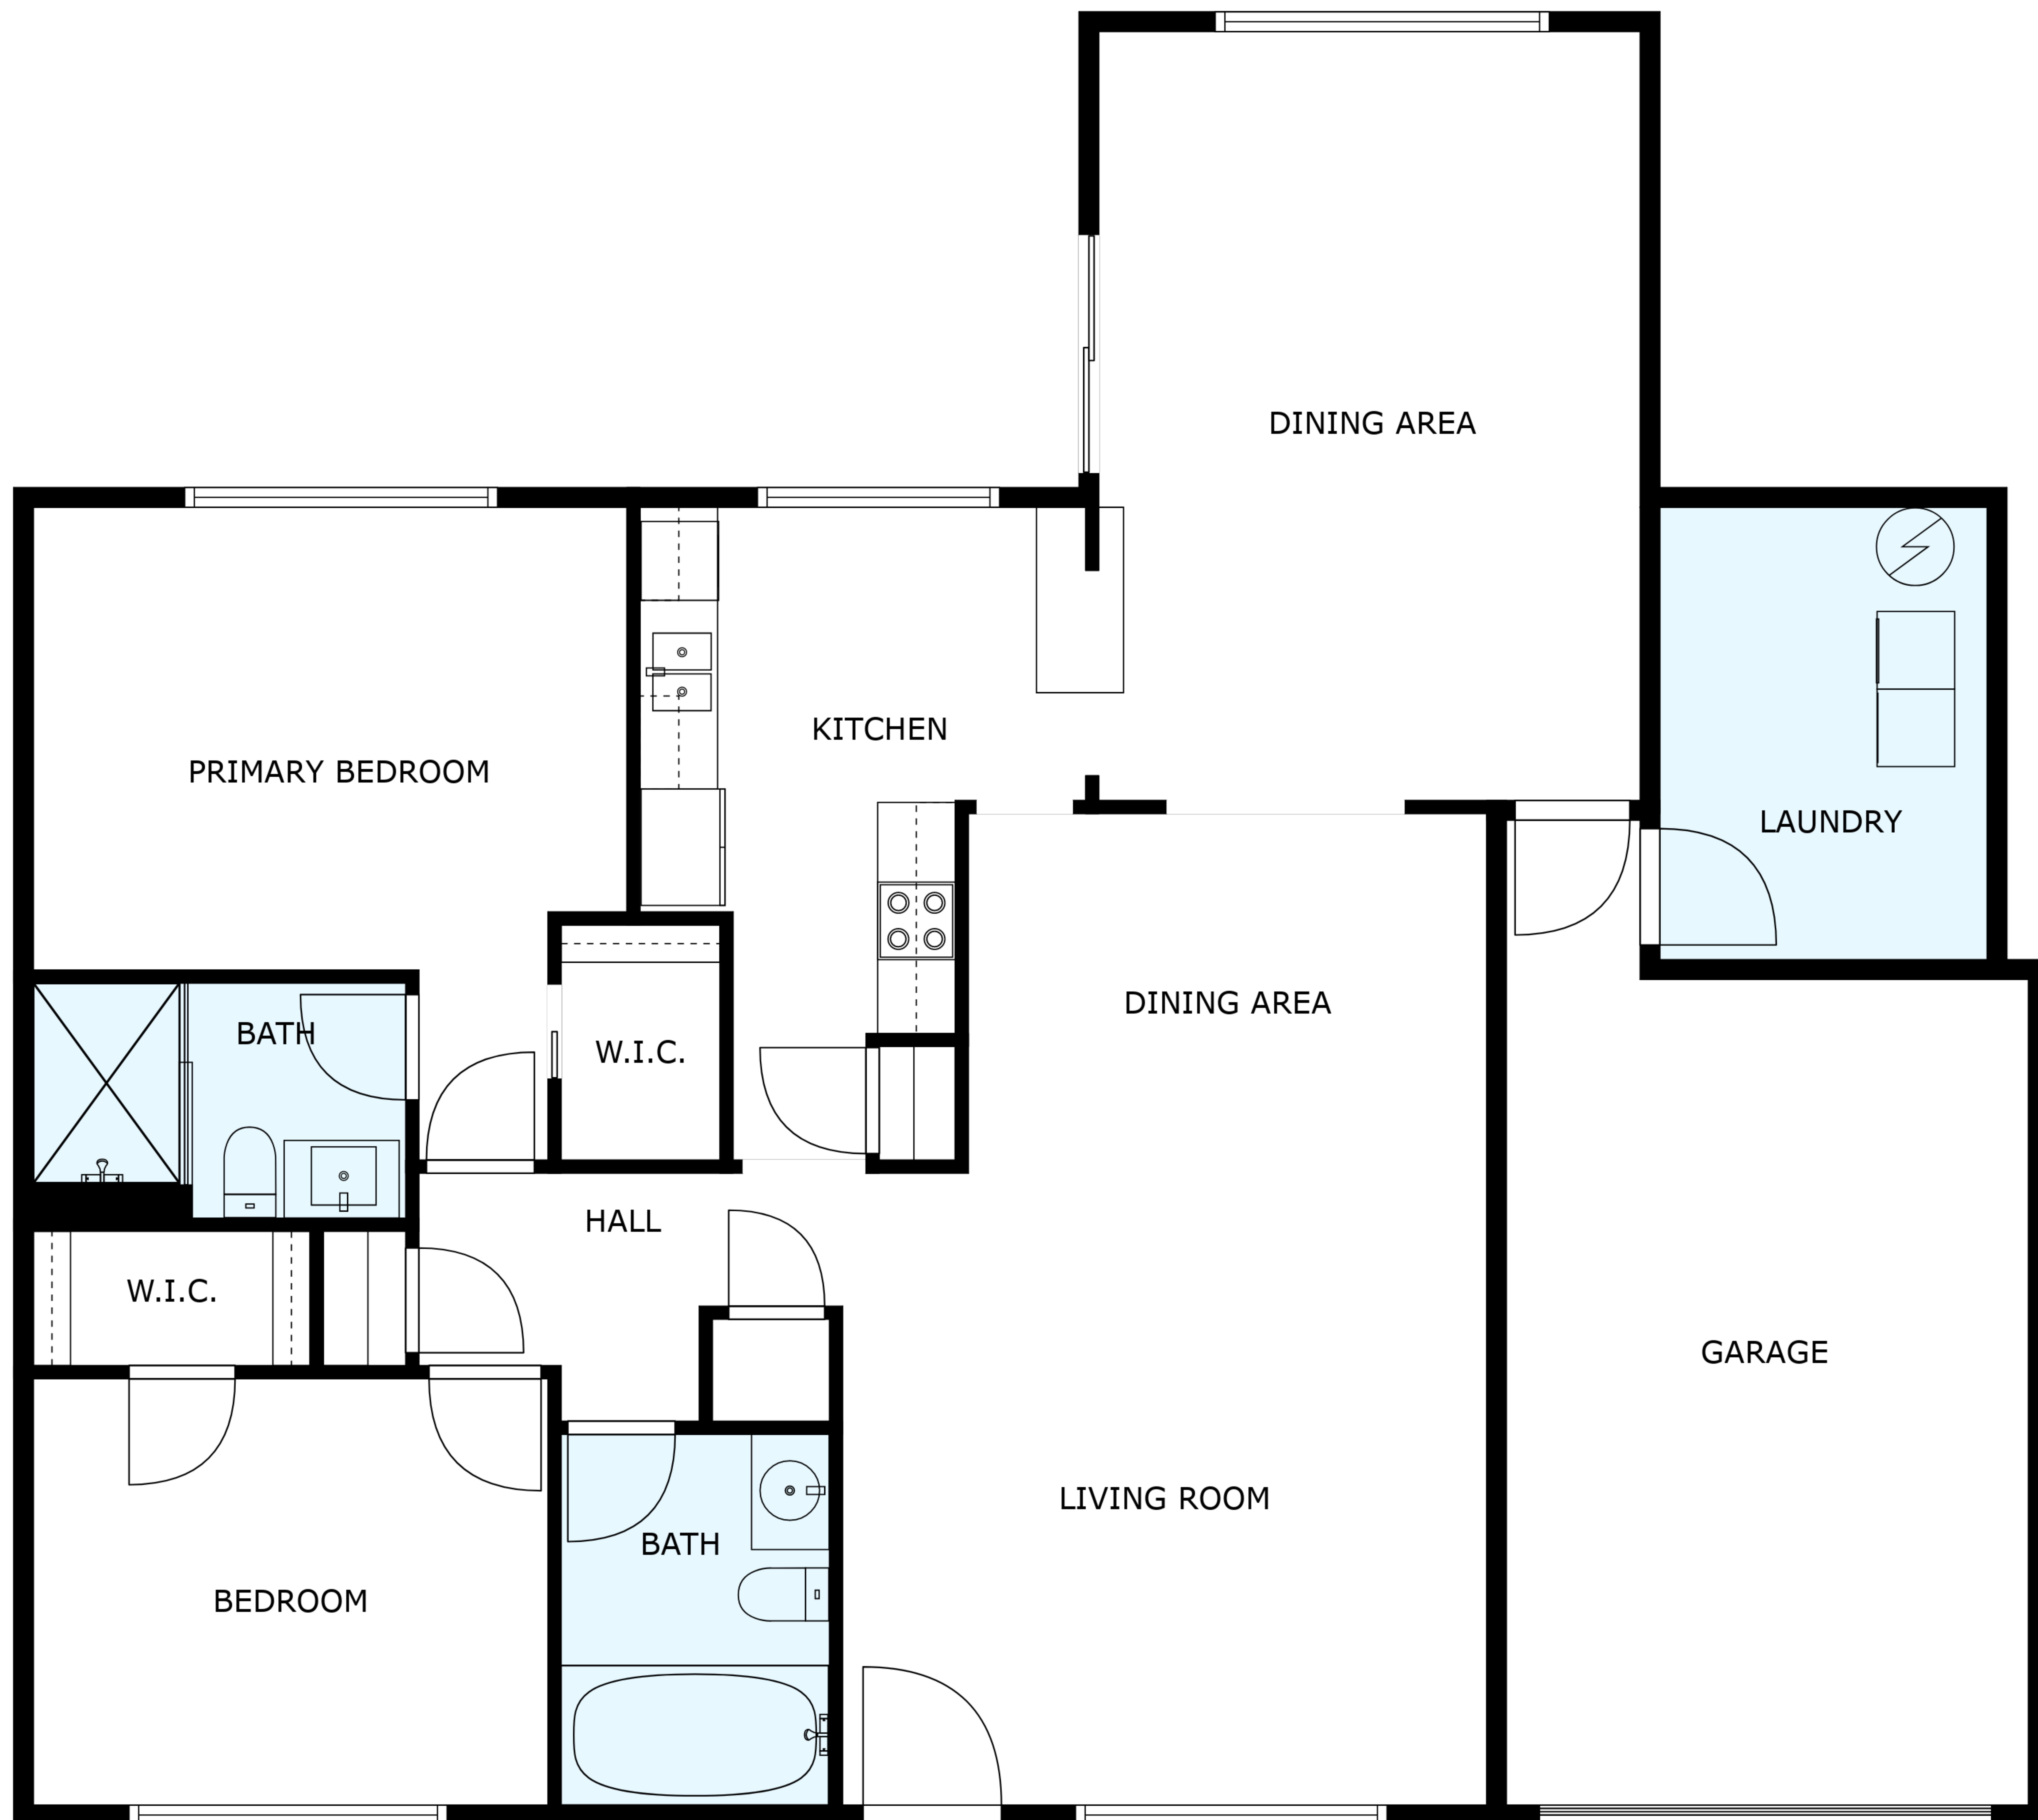 DINING AREA
KITCHEN
PRIMARY BEDROOM
LAUNDRY
DINING AREA
BATH
W.I.C.
HALL
W.I.C.
GARAGE
LIVING ROOM
BATH
BEDROOM